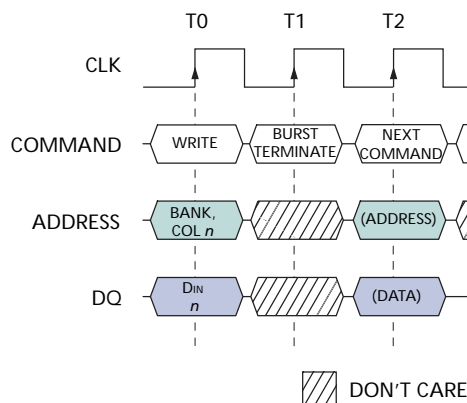 T0 T1 T2
CLK
COMMAND WRITE BURST TERMINATE NEXT COMMAND
ADDRESS BANK, COL n (ADDRESS)
DQ DIN n (DATA)
DON'T CARE